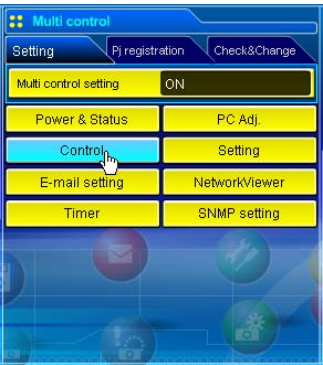 Multi control
Setting Pj registration Check&Change
Multi control setting ON
Power & Status PC Adj.
Control Setting
E-mail setting NetworkViewer
Timer SNMP setting